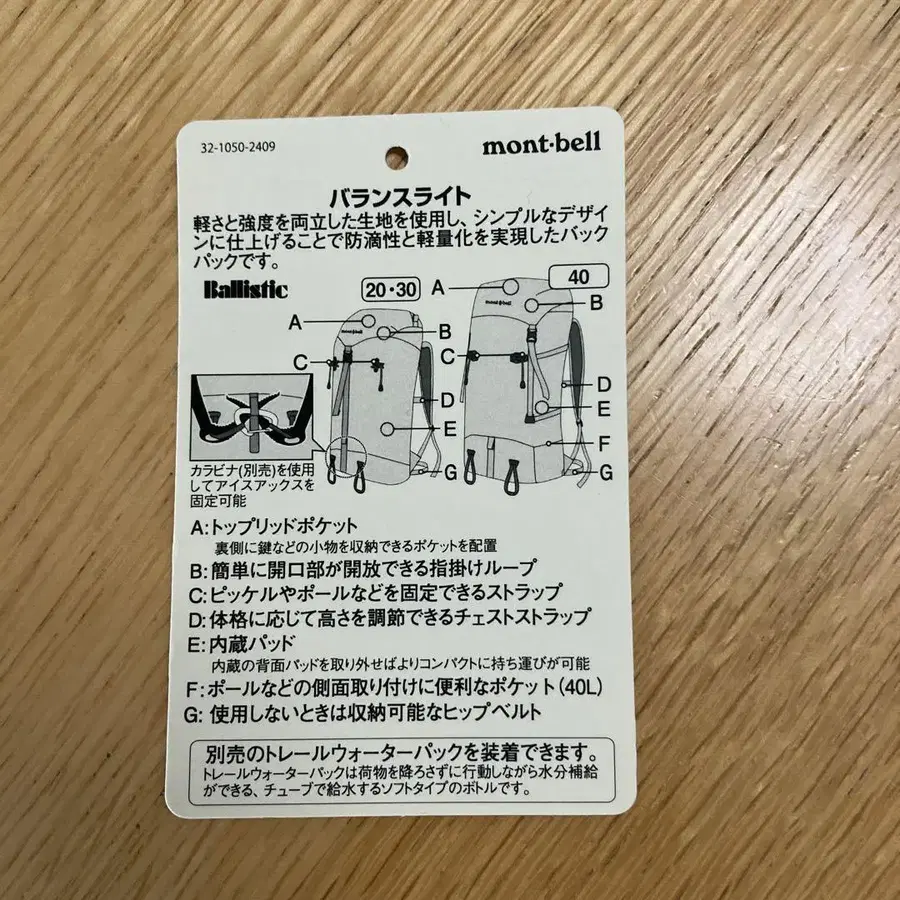 32-1050-2409
mont-bell
バランスライト
軽さと強度を両立した生地を使用し、シンプルなデザイ
ンに仕上げることで防滴性と軽量化を実現したバック
パックです。
Ballistic
20・30
40
A
B
C
D
E
G
mont-bell
A
B
C
D
E
F
G
mont-bell
カラビナ(別売)を使用
してアイスアックスを
固定可能
A:トップリッドポケット
裏側に鍵などの小物を収納できるポケットを配置
B:簡単に開口部が開放できる指掛けループ
C:ピッケルやポールなどを固定できるストラップ
D:体格に応じて高さを調節できるチェストストラップ
E:内蔵パッド
内蔵の背面パッドを取り外せばよりコンパクトに持ち運びが可能
F:ポールなどの側面取り付けに便利なポケット(40L)
G:使用しないときは収納可能なヒップベルト
別売のトレールウォーターパックを装着できます。
トレールウォーターパックは荷物を降ろさずに行動しながら水分補給
ができる、チューブで給水するソフトタイプのボトルです。